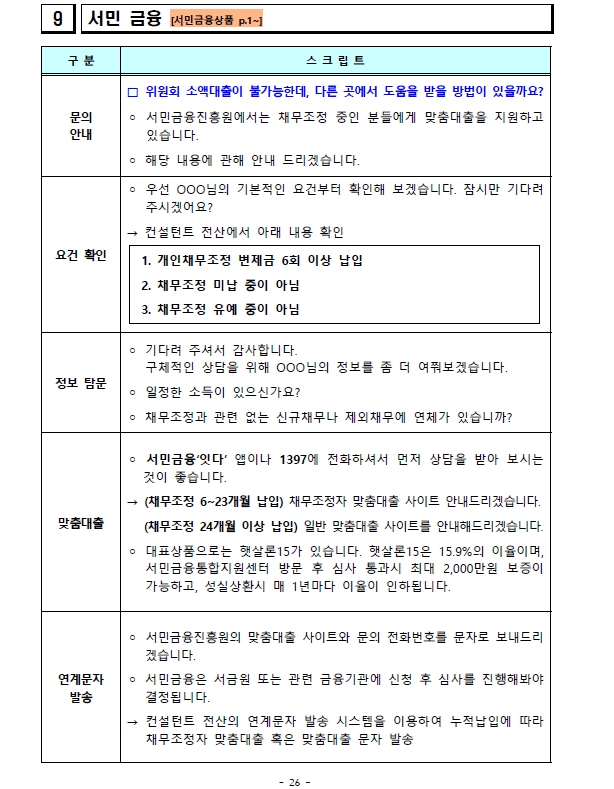 9 서민 금융 [서민금융상품 p.1~]
구 분
스 크 립 트
문의
안내
□ 위원회 소액대출이 불가능한데, 다른 곳에서 도움을 받을 방법이 있을까요?
○ 서민금융진흥원에서는 채무조정 중인 분들에게 맞춤대출을 지원하고
있습니다.
○ 해당 내용에 관해 안내 드리겠습니다.
요건 확인
○ 우선 OOO님의 기본적인 요건부터 확인해 보겠습니다. 잠시만 기다려
주시겠어요?
→ 컨설턴트 전산에서 아래 내용 확인
1. 개인채무조정 변제금 6회 이상 납입
2. 채무조정 미납 중이 아님
3. 채무조정 유예 중이 아님
정보 탐문
○ 기다려 주셔서 감사합니다.
구체적인 상담을 위해 OOO님의 정보를 좀 더 여쭤보겠습니다.
○ 일정한 소득이 있으신가요?
○ 채무조정과 관련 없는 신규채무나 제외채무에 연체가 있습니까?
맞춤대출
○ 서민금융‘잇다’ 앱이나 1397에 전화하셔서 먼저 상담을 받아 보시는
것이 좋습니다.
→ (채무조정 6~23개월 납입) 채무조정자 맞춤대출 사이트 안내드리겠습니다.
(채무조정 24개월 이상 납입) 일반 맞춤대출 사이트를 안내해드리겠습니다.
○ 대표상품으로는 햇살론15가 있습니다. 햇살론15은 15.9%의 이율이며,
서민금융통합지원센터 방문 후 심사 통과시 최대 2,000만원 보증이
가능하고, 성실상환시 매 1년마다 이율이 인하됩니다.
연계문자
발송
○ 서민금융진흥원의 맞춤대출 사이트와 문의 전화번호를 문자로 보내드리
겠습니다.
○ 서민금융은 서금원 또는 관련 금융기관에 신청 후 심사를 진행해봐야
결정됩니다.
→ 컨설턴트 전산의 연계문자 발송 시스템을 이용하여 누적납입에 따라
채무조정자 맞춤대출 혹은 맞춤대출 문자 발송
- 26 -